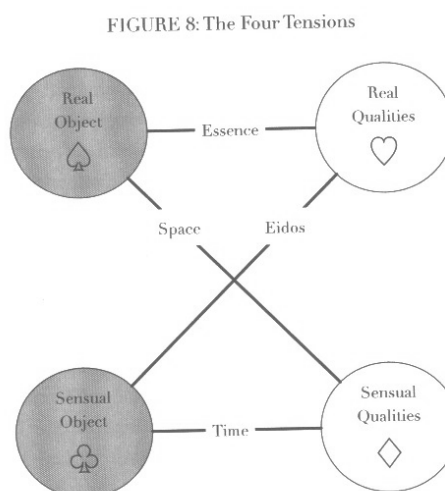 FIGURE 8: The Four Tensions
Real
Object
Essence
Real
Qualities
Space
Eidos
Sensual
Object
Time
Sensual
Qualities